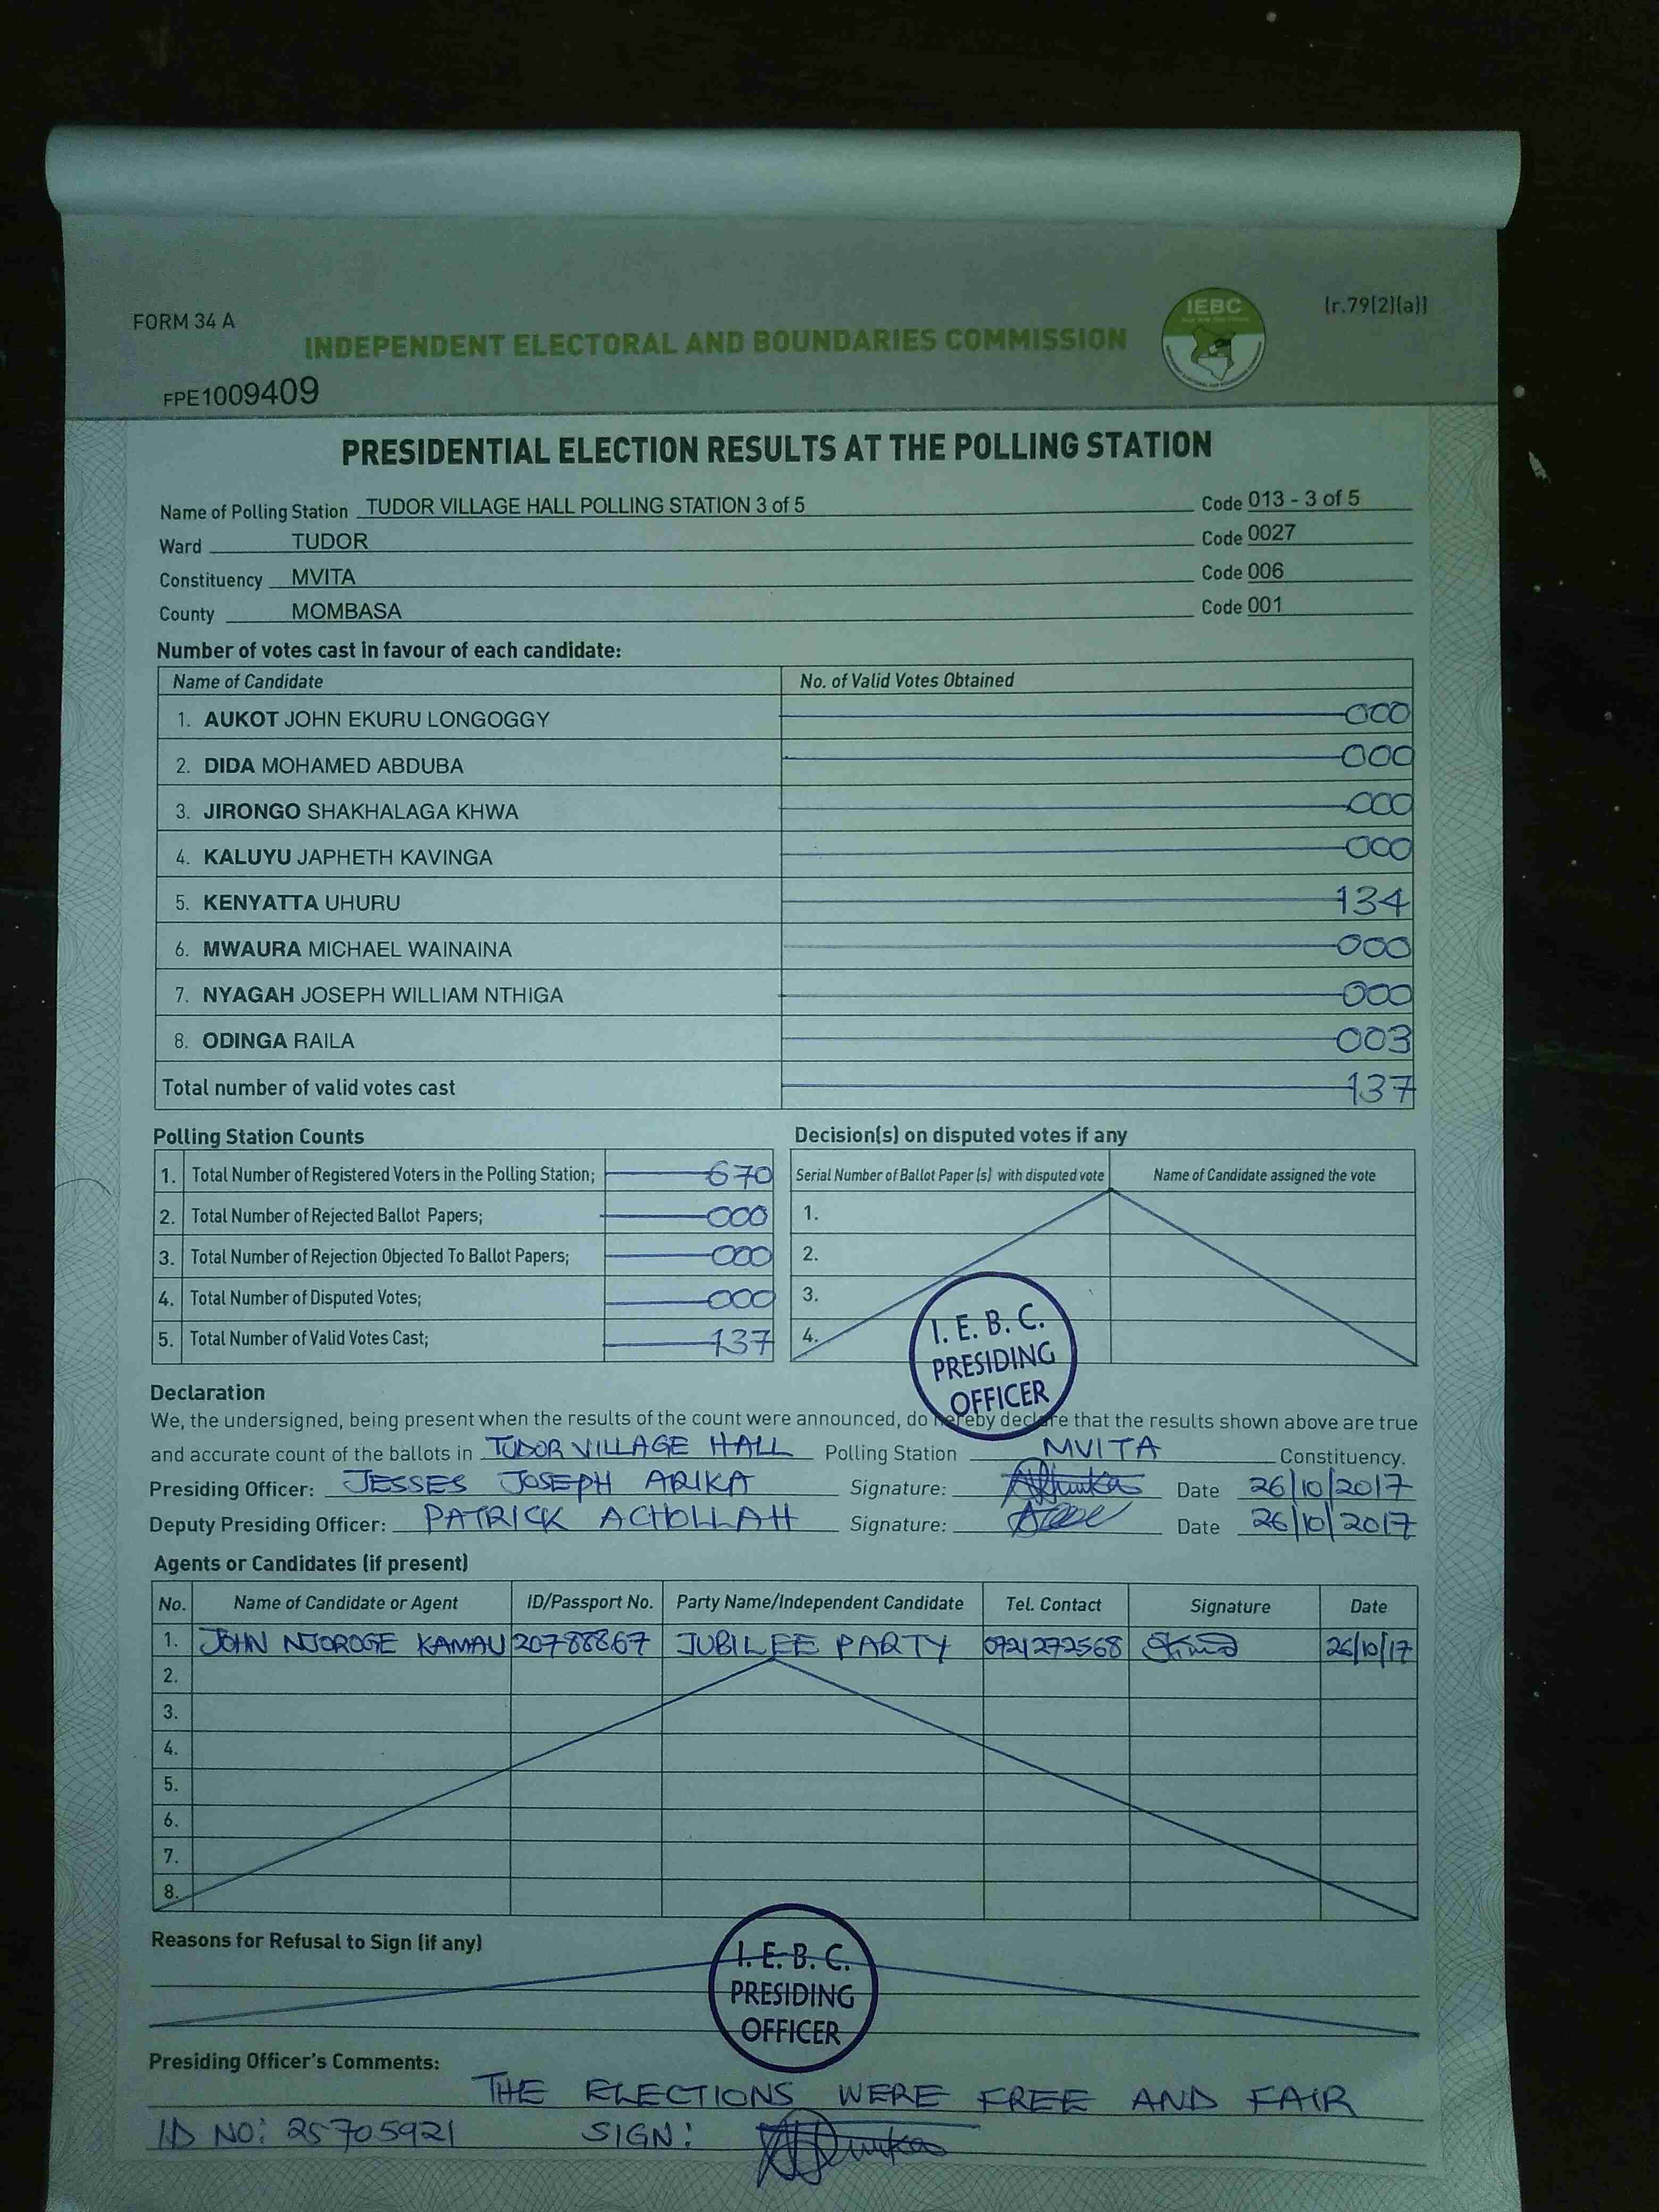 FORM 34 A
IEBC
(r.79(2)(a))
INDEPENDENT ELECTORAL AND BOUNDARIES COMMISSION
FPE1009409
PRESIDENTIAL ELECTION RESULTS AT THE POLLING STATION
Name of Polling Station TUDOR VILLAGE HALL POLLING STATION 3 of 5 Code 013 - 3 of 5
Ward TUDOR Code 0027
Constituency MVITA Code 006
County MOMBASA Code 001
Number of votes cast in favour of each candidate:
Name of Candidate No. of Valid Votes Obtained
1. AUKOT JOHN EKURU LONGOGGY 000
2. DIDA MOHAMED ABDUBA 000
3. JIRONGO SHAKHALAGA KHWA 000
4. KALUYU JAPHETH KAVINGA 000
5. KENYATTA UHURU 134
6. MWAURA MICHAEL WAINAINA 000
7. NYAGAH JOSEPH WILLIAM NTHIGA 000
8. ODINGA RAILA 003
Total number of valid votes cast 137
Polling Station Counts
1. Total Number of Registered Voters in the Polling Station; 670
2. Total Number of Rejected Ballot Papers; 000
3. Total Number of Rejection Objected To Ballot Papers; 000
4. Total Number of Disputed Votes; 000
5. Total Number of Valid Votes Cast; 137
Decision(s) on disputed votes if any
Serial Number of Ballot Paper (s) with disputed vote Name of Candidate assigned the vote
1.
2.
3.
4.
I. E. B. C.
PRESIDING
OFFICER
Declaration
We, the undersigned, being present when the results of the count were announced, do hereby declare that the results shown above are true
and accurate count of the ballots in TUDOR VILLAGE HALL Polling Station MVITA Constituency.
Presiding Officer: JESSES JOSEPH ARIKA Signature: Date 26/10/2017
Deputy Presiding Officer: PATRICK ACHOLLAH Signature: Date 26/10/2017
Agents or Candidates (if present)
No. Name of Candidate or Agent ID/Passport No. Party Name/Independent Candidate Tel. Contact Signature Date
1. JOHN NJOROGE KAMAU 20788867 JUBILEE PARTY 0721272568 26/10/17
2.
3.
4.
5.
6.
7.
8.
Reasons for Refusal to Sign (if any)
I. E. B. C.
PRESIDING
OFFICER
Presiding Officer's Comments:
THE ELECTIONS WERE FREE AND FAIR
ID NO: 25705921 SIGN: